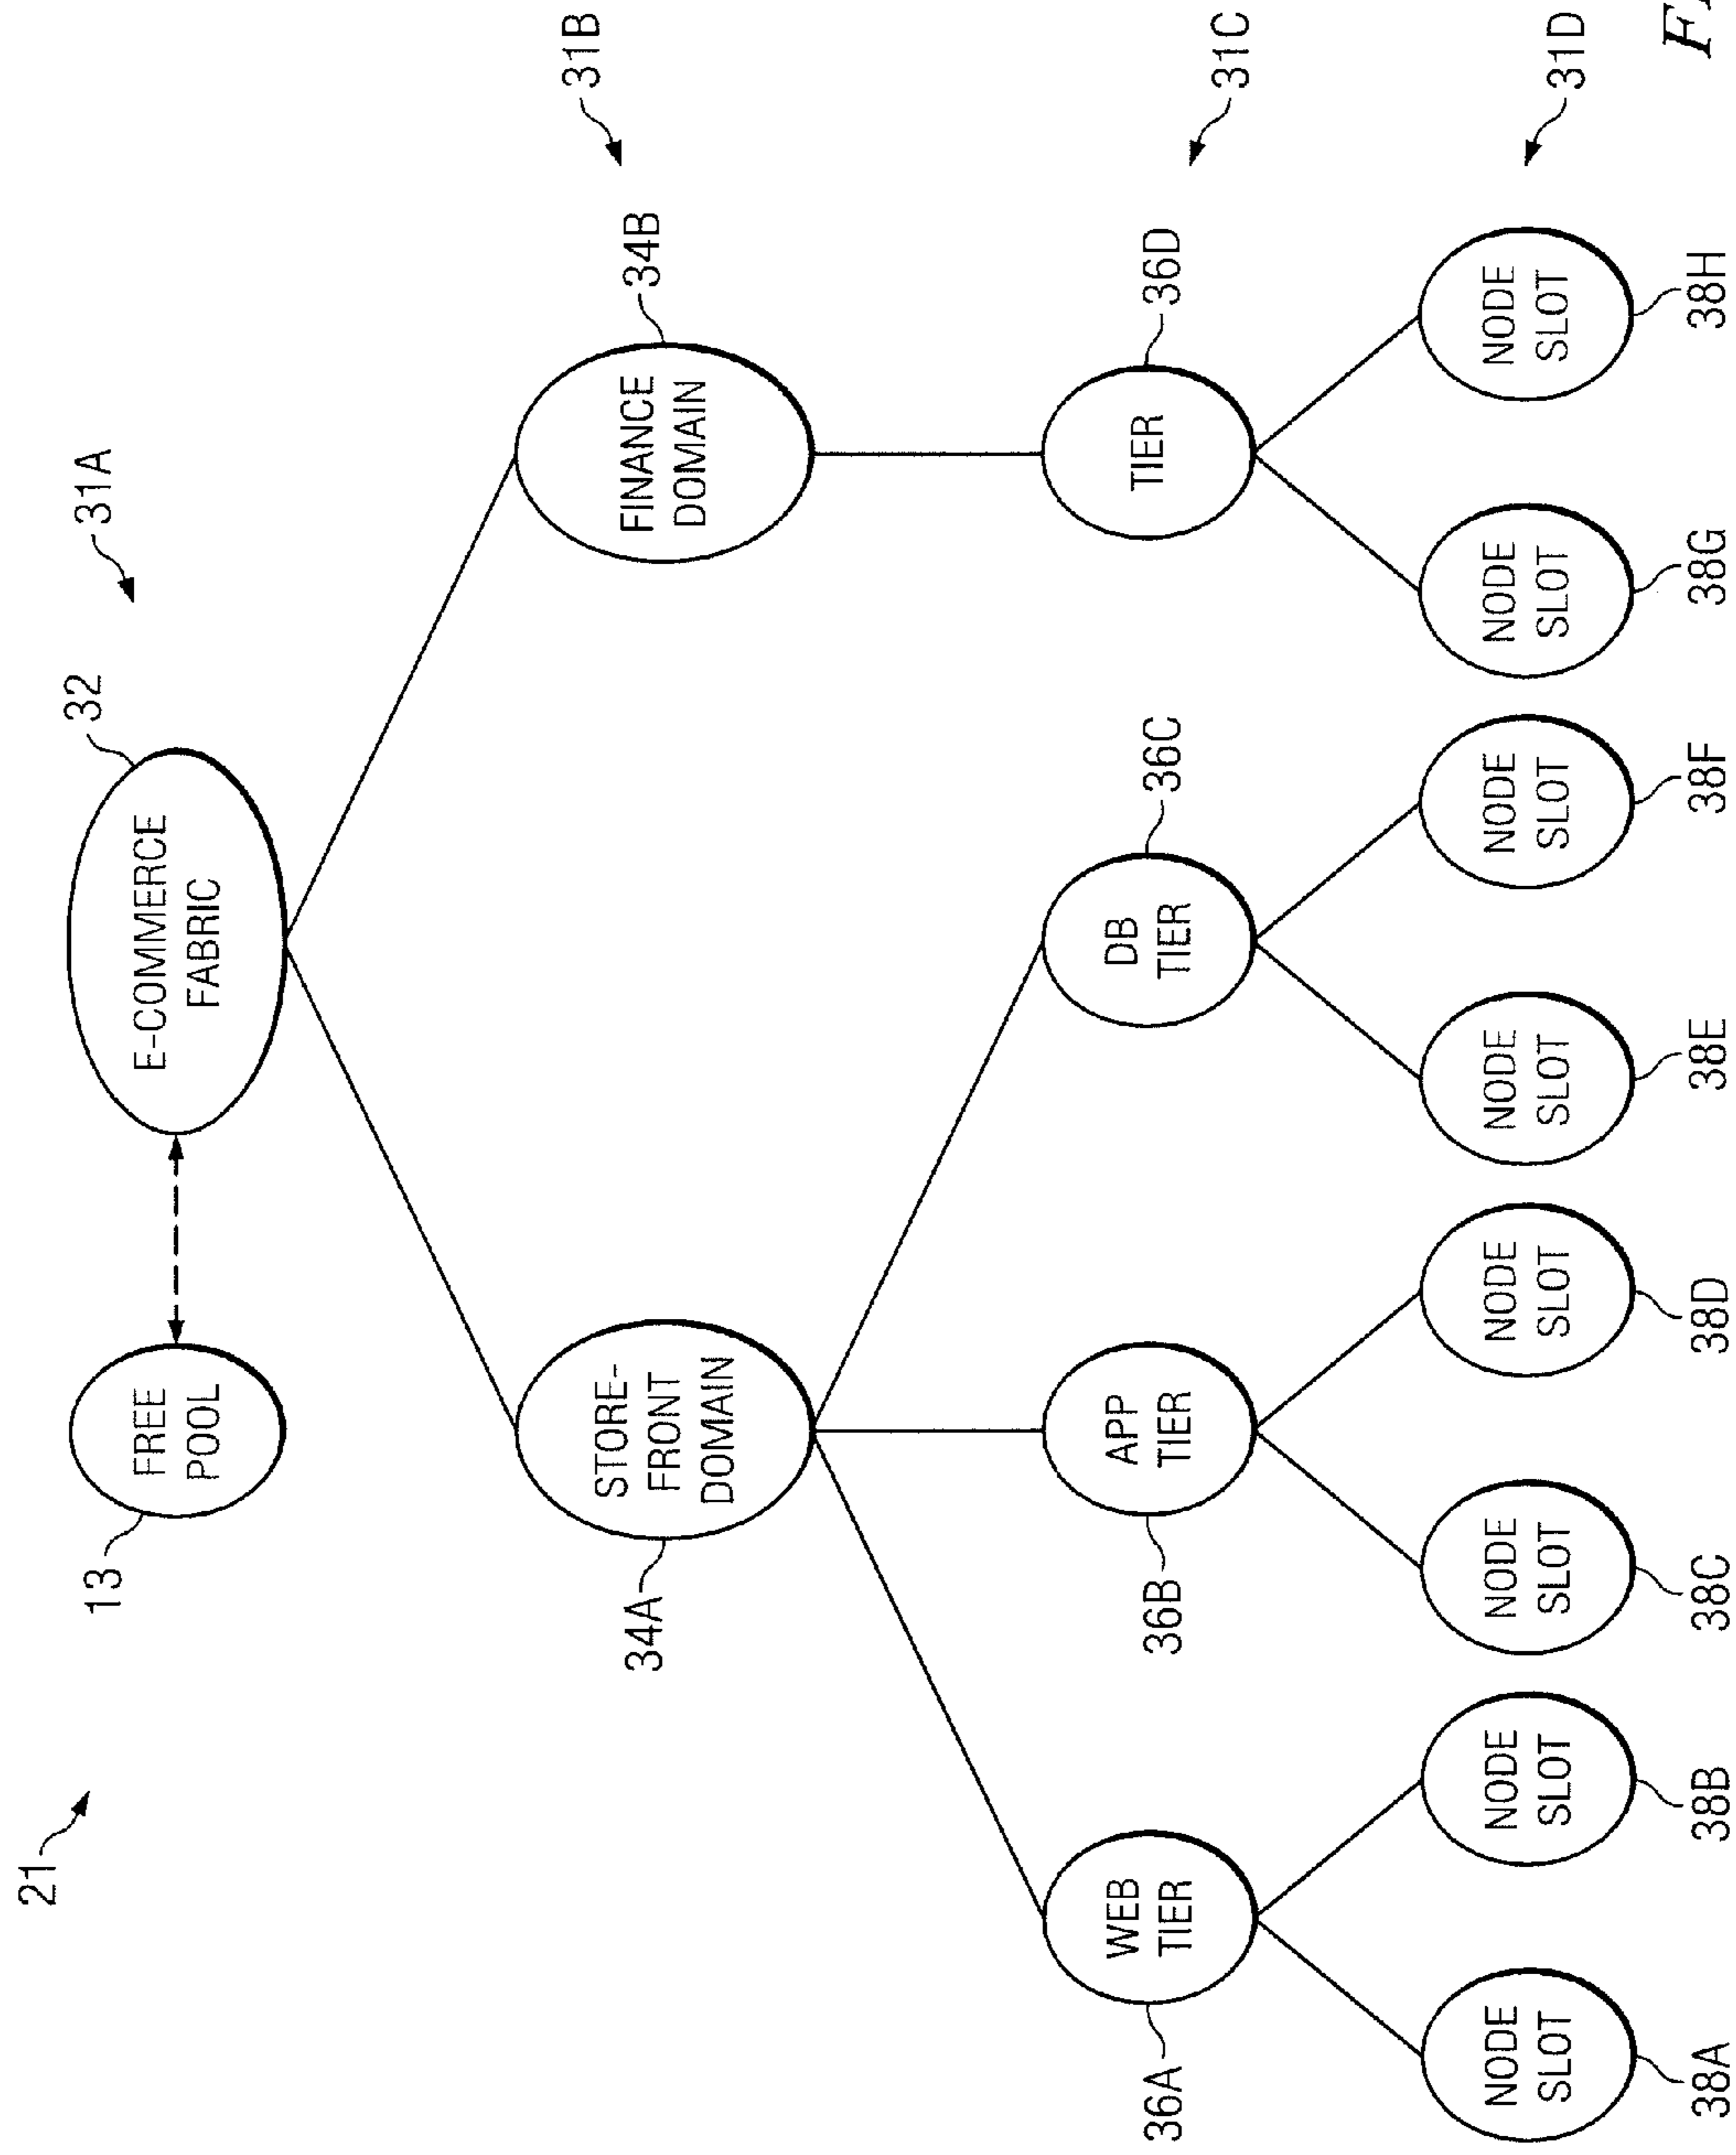 21
31A
32
13
FREE
POOL
E-COMMERCE
FABRIC
31B
34A
STORE-
FRONT
DOMAIN
FINANCE
DOMAIN
34B
31C
36A
WEB
TIER
36B
APP
TIER
DB
TIER
36C
TIER
36D
31D
NODE
SLOT
NODE
SLOT
NODE
SLOT
NODE
SLOT
NODE
SLOT
NODE
SLOT
NODE
SLOT
NODE
SLOT
38A
38B
38C
38D
38E
38F
38G
38H